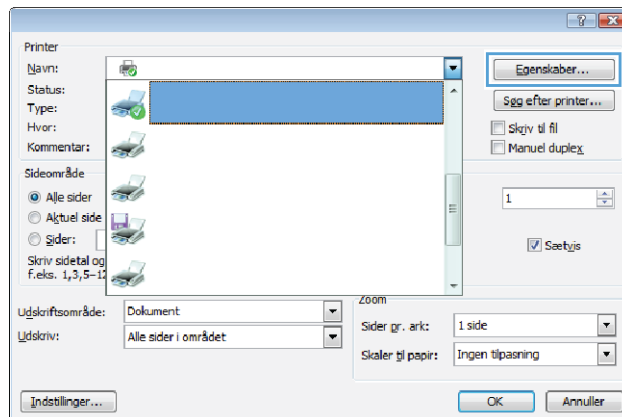 Printer
Navn:
Egenskaber...
Status:
Type:
Søg efter printer...
Hvor:
Skriv til fil
Kommentar:
Manuel duplex
Sideområde
Alle sider
1
Aktuel side
Sider:
Sætvis
Skriv sidetal og
f.eks. 1,3,5–12
Udskriftsområde: Dokument
Zoom
Udskriv: Alle sider i området
Sider pr. ark: 1 side
Skaler til papir: Ingen tilpasning
Indstillinger...
OK
Annuller